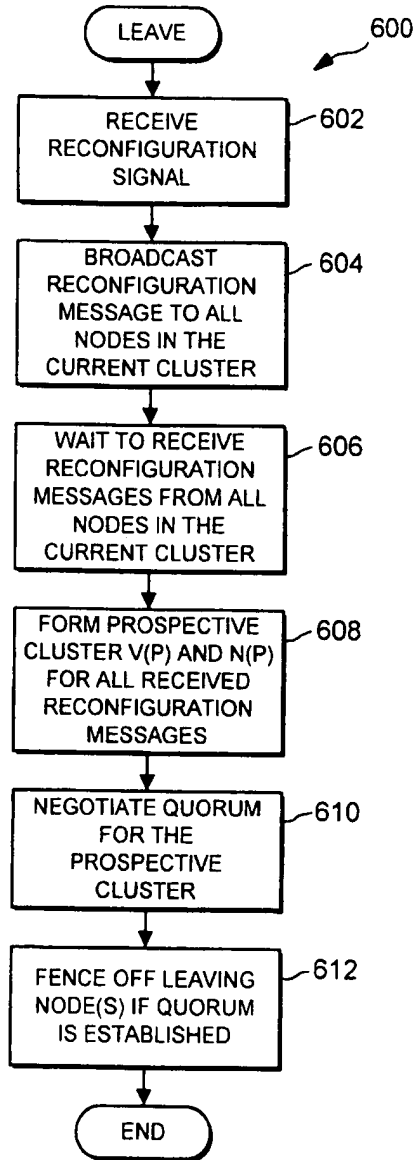 LEAVE
600
RECEIVE
RECONFIGURATION
SIGNAL
602
BROADCAST
RECONFIGURATION
MESSAGE TO ALL
NODES IN THE
CURRENT CLUSTER
604
WAIT TO RECEIVE
RECONFIGURATION
MESSAGES FROM ALL
NODES IN THE
CURRENT CLUSTER
606
FORM PROSPECTIVE
CLUSTER V(P) AND N(P)
FOR ALL RECEIVED
RECONFIGURATION
MESSAGES
608
NEGOTIATE QUORUM
FOR THE
PROSPECTIVE
CLUSTER
610
FENCE OFF LEAVING
NODE(S) IF QUORUM
IS ESTABLISHED
612
END